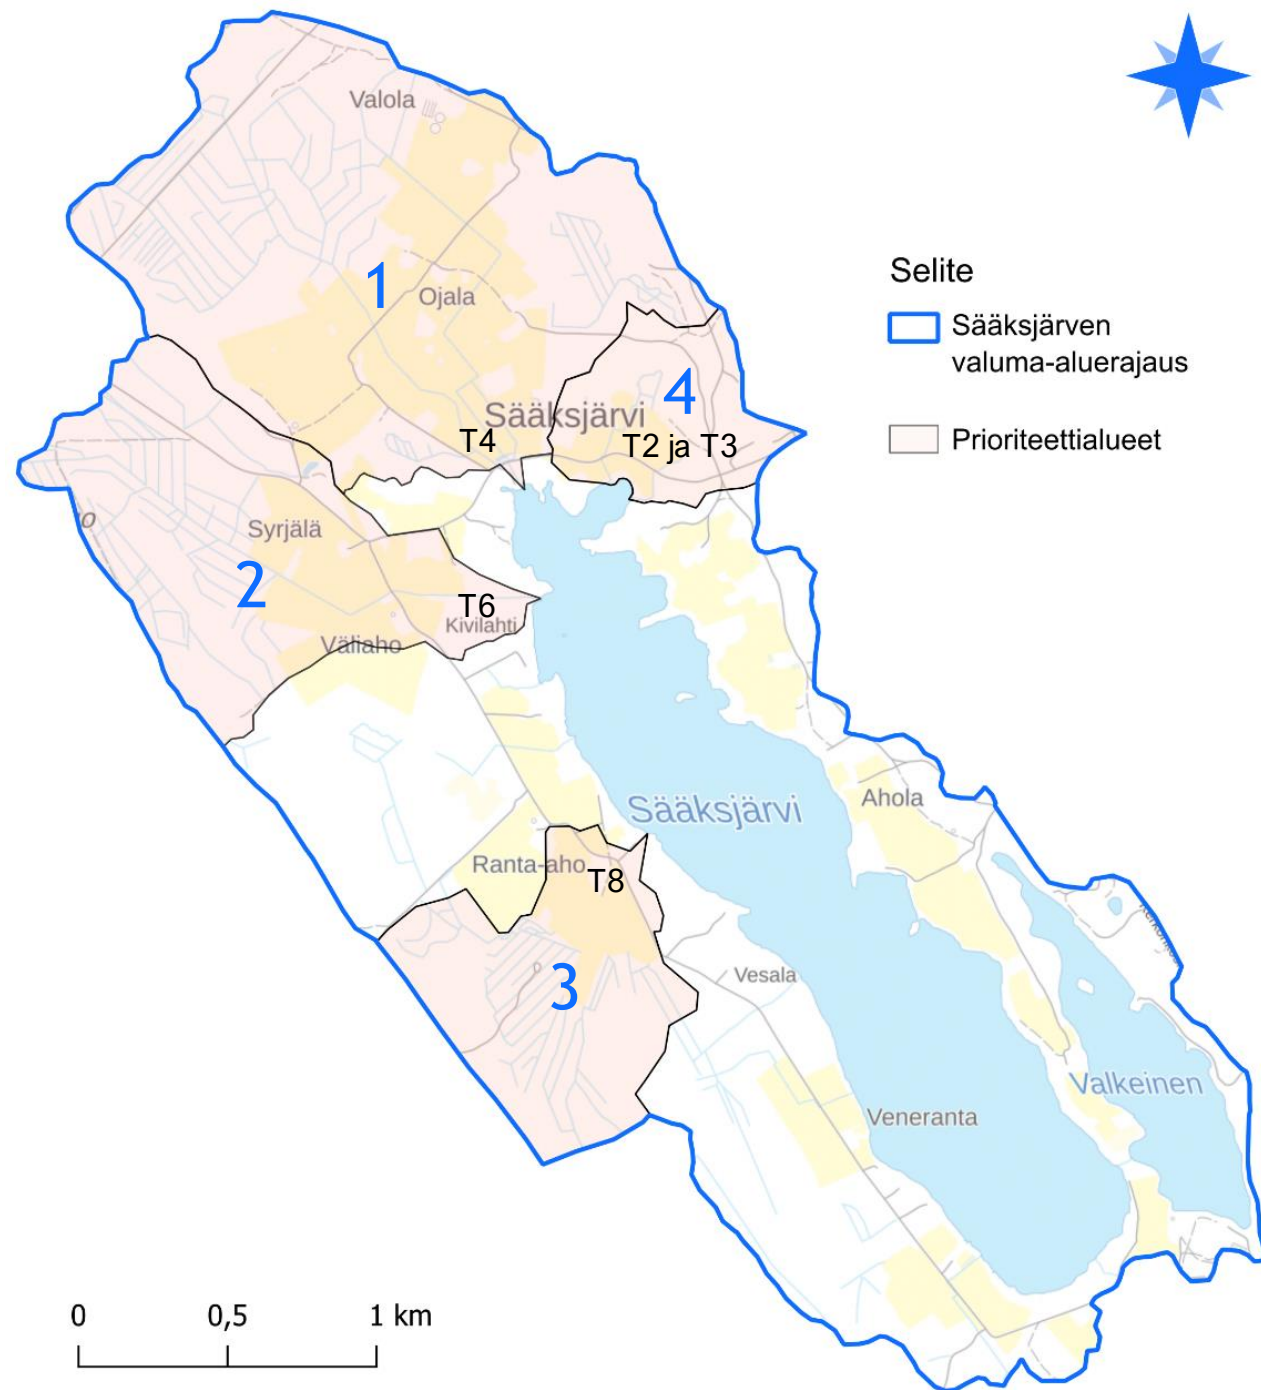 Valola
1
Ojala
Selite
Sääksjärven
valuma-aluerajaus
Sääksjärvi
4
T4
T2 ja T3
Prioriteettialueet
Syrjälä
2
T6
Kivilahti
Väliaho
Sääksjärvi
Ahola
Ranta-aho
T8
3
Vesala
Valkeinen
Veneranta
0 0,5 1 km